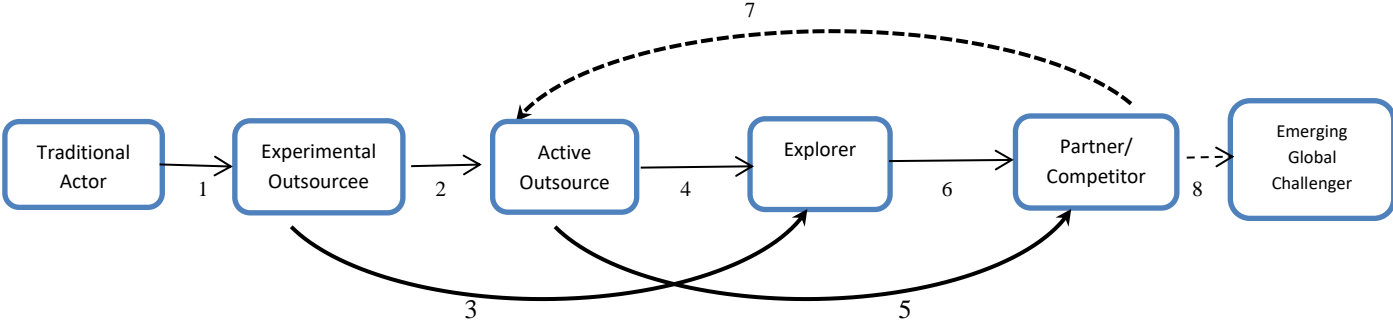 7
Traditional
Actor
1
Experimental
Outsourcee
2
Active
Outsource
4
Explorer
6
Partner/
Competitor
8
Emerging
Global
Challenger
3
5